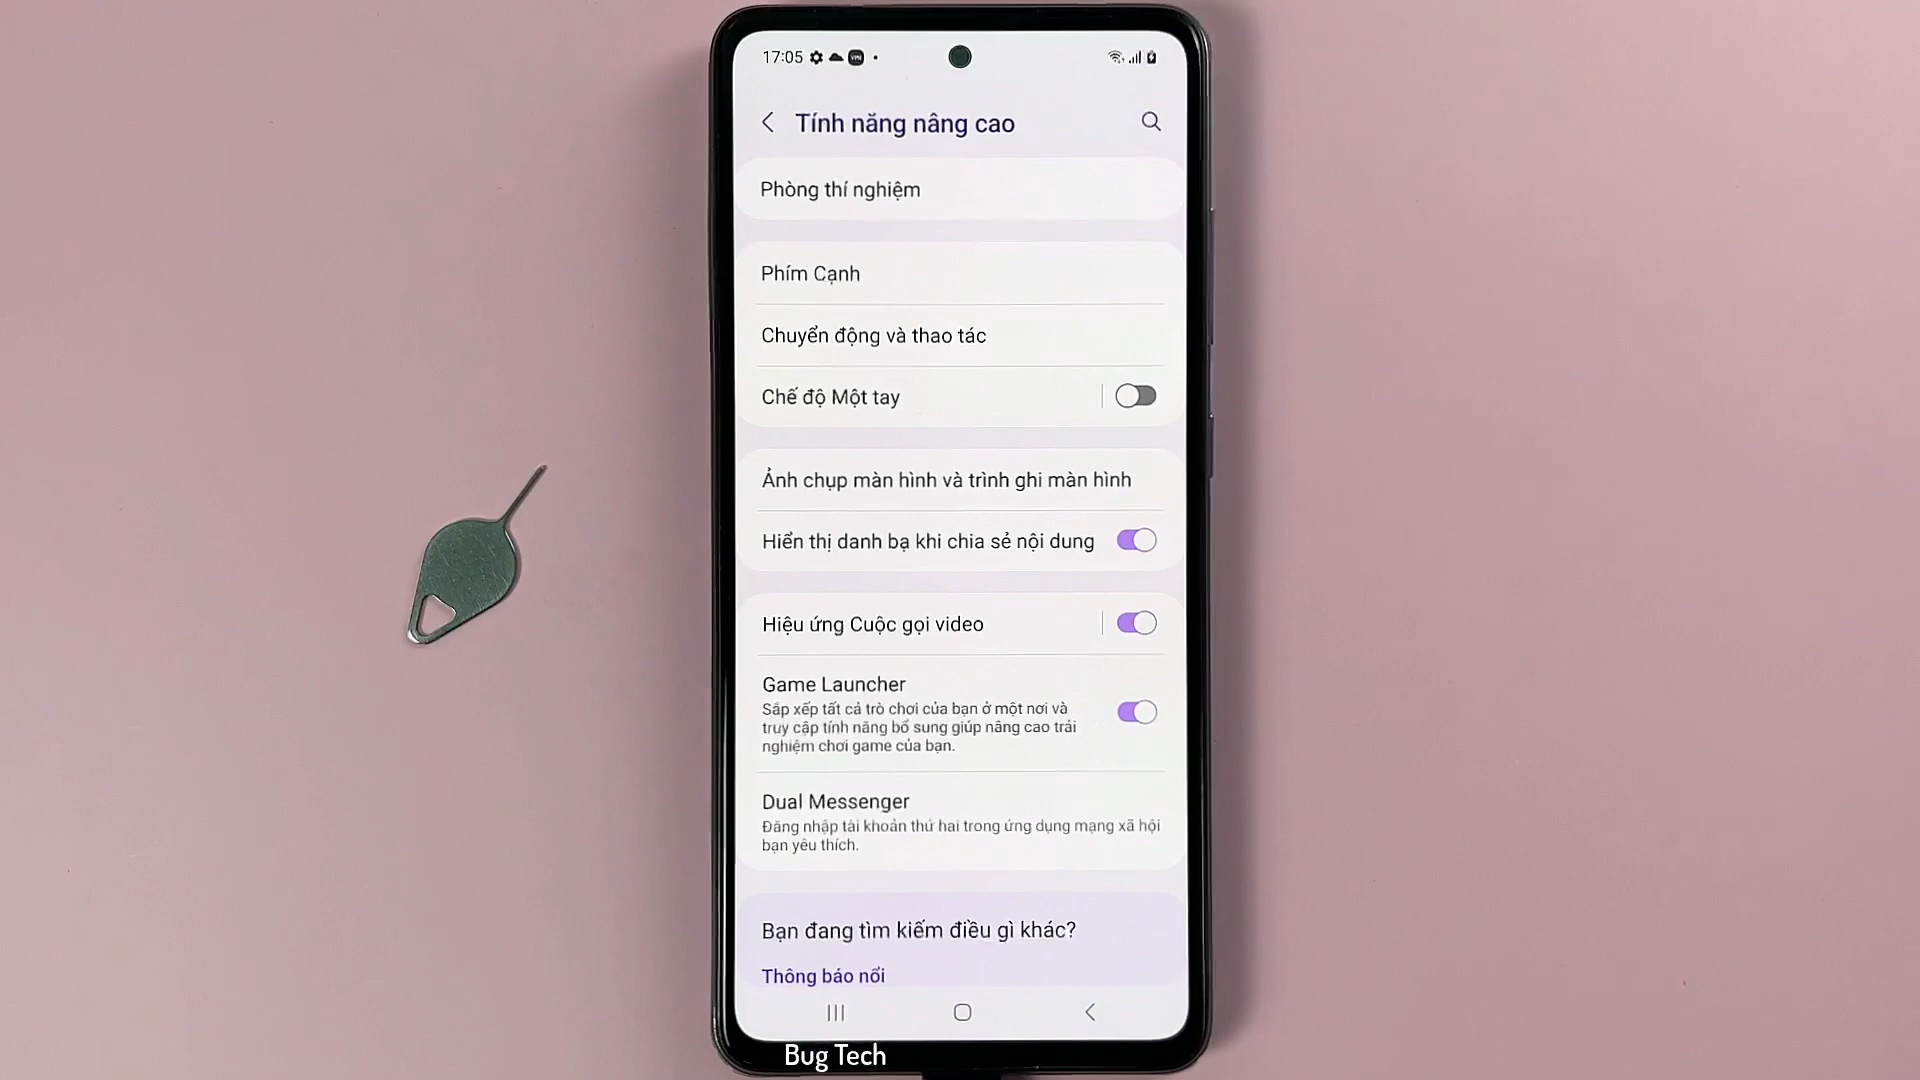 17:05
VPN
Tính năng nâng cao
Phòng thí nghiệm
Phím Cạnh
Chuyển động và thao tác
Chế độ Một tay
Ảnh chụp màn hình và trình ghi màn hình
Hiển thị danh bạ khi chia sẻ nội dung
Hiệu ứng Cuộc gọi video
Game Launcher
Sắp xếp tất cả trò chơi của bạn ở một nơi và
truy cập tính năng bổ sung giúp nâng cao trải
nghiệm chơi game của bạn.
Dual Messenger
Đăng nhập tài khoản thứ hai trong ứng dụng mạng xã hội
bạn yêu thích.
Bạn đang tìm kiếm điều gì khác?
Thông báo nổi
Bug Tech